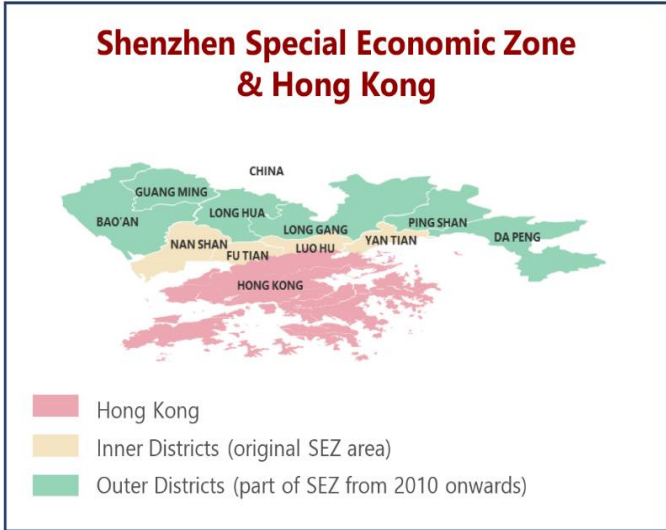 Shenzhen Special Economic Zone
& Hong Kong
CHINA
GUANG MING
BAO'AN
LONG HUA
LONG GANG
PING SHAN
DA PENG
NAN SHAN
FU TIAN
LUO HU
YAN TIAN
HONG KONG
Hong Kong
Inner Districts (original SEZ area)
Outer Districts (part of SEZ from 2010 onwards)